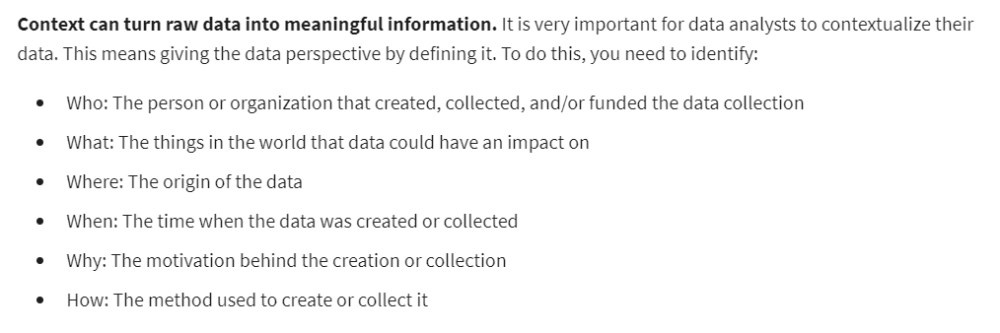 Context can turn raw data into meaningful information. It is very important for data analysts to contextualize their
data. This means giving the data perspective by defining it. To do this, you need to identify:
• Who: The person or organization that created, collected, and/or funded the data collection
• What: The things in the world that data could have an impact on
• Where: The origin of the data
• When: The time when the data was created or collected
• Why: The motivation behind the creation or collection
• How: The method used to create or collect it